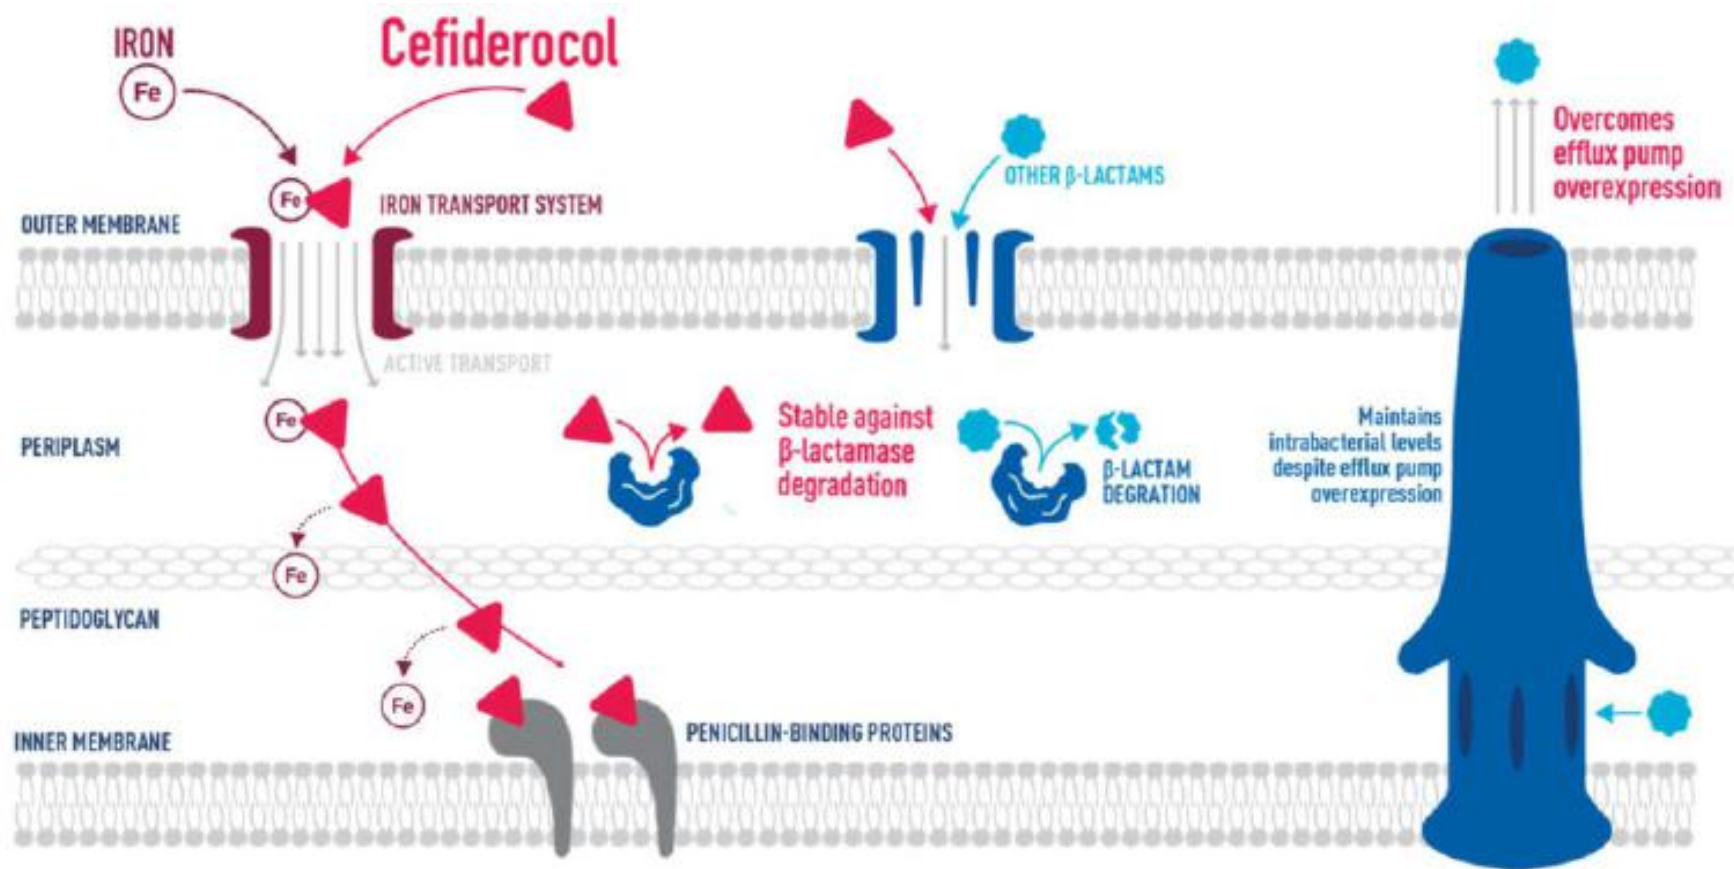 IRON
Fe
Cefiderocol
Fe
IRON TRANSPORT SYSTEM
OUTER MEMBRANE
ACTIVE TRANSPORT
OTHER β-LACTAMS
Overcomes
efflux pump
overexpression
PERIPLASM
Fe
Fe
Stable against
β-lactamase
degradation
β-LACTAM
DEGRATION
Maintains
intrabacterial levels
despite efflux pump
overexpression
PEPTIDOGLYCAN
Fe
INNER MEMBRANE
PENICILLIN-BINDING PROTEINS